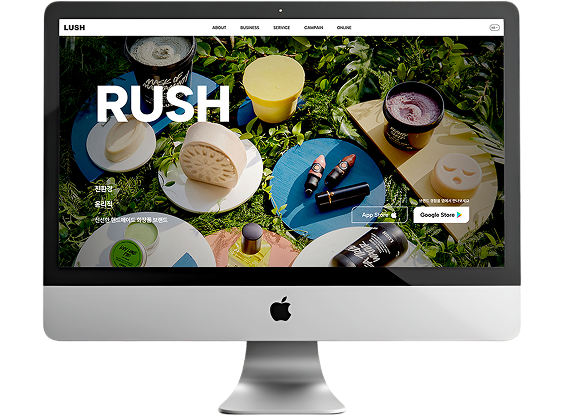 LUSH
ABOUT
BUSINESS
SERVICE
CAMPAIN
ONLINE
RUSH
친환경
윤리적
신선한 핸드메이드 화장품 브랜드
App Store
Google Store